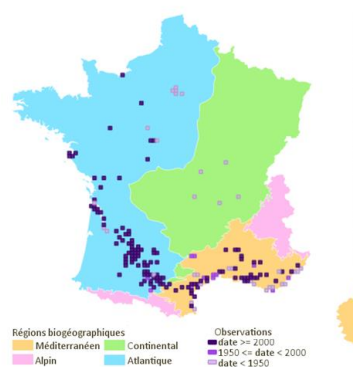 Régions biogéographiques
Méditerranéen
Continental
Alpin
Atlantique
Observations
date >= 2000
1950 <= date < 2000
date < 1950